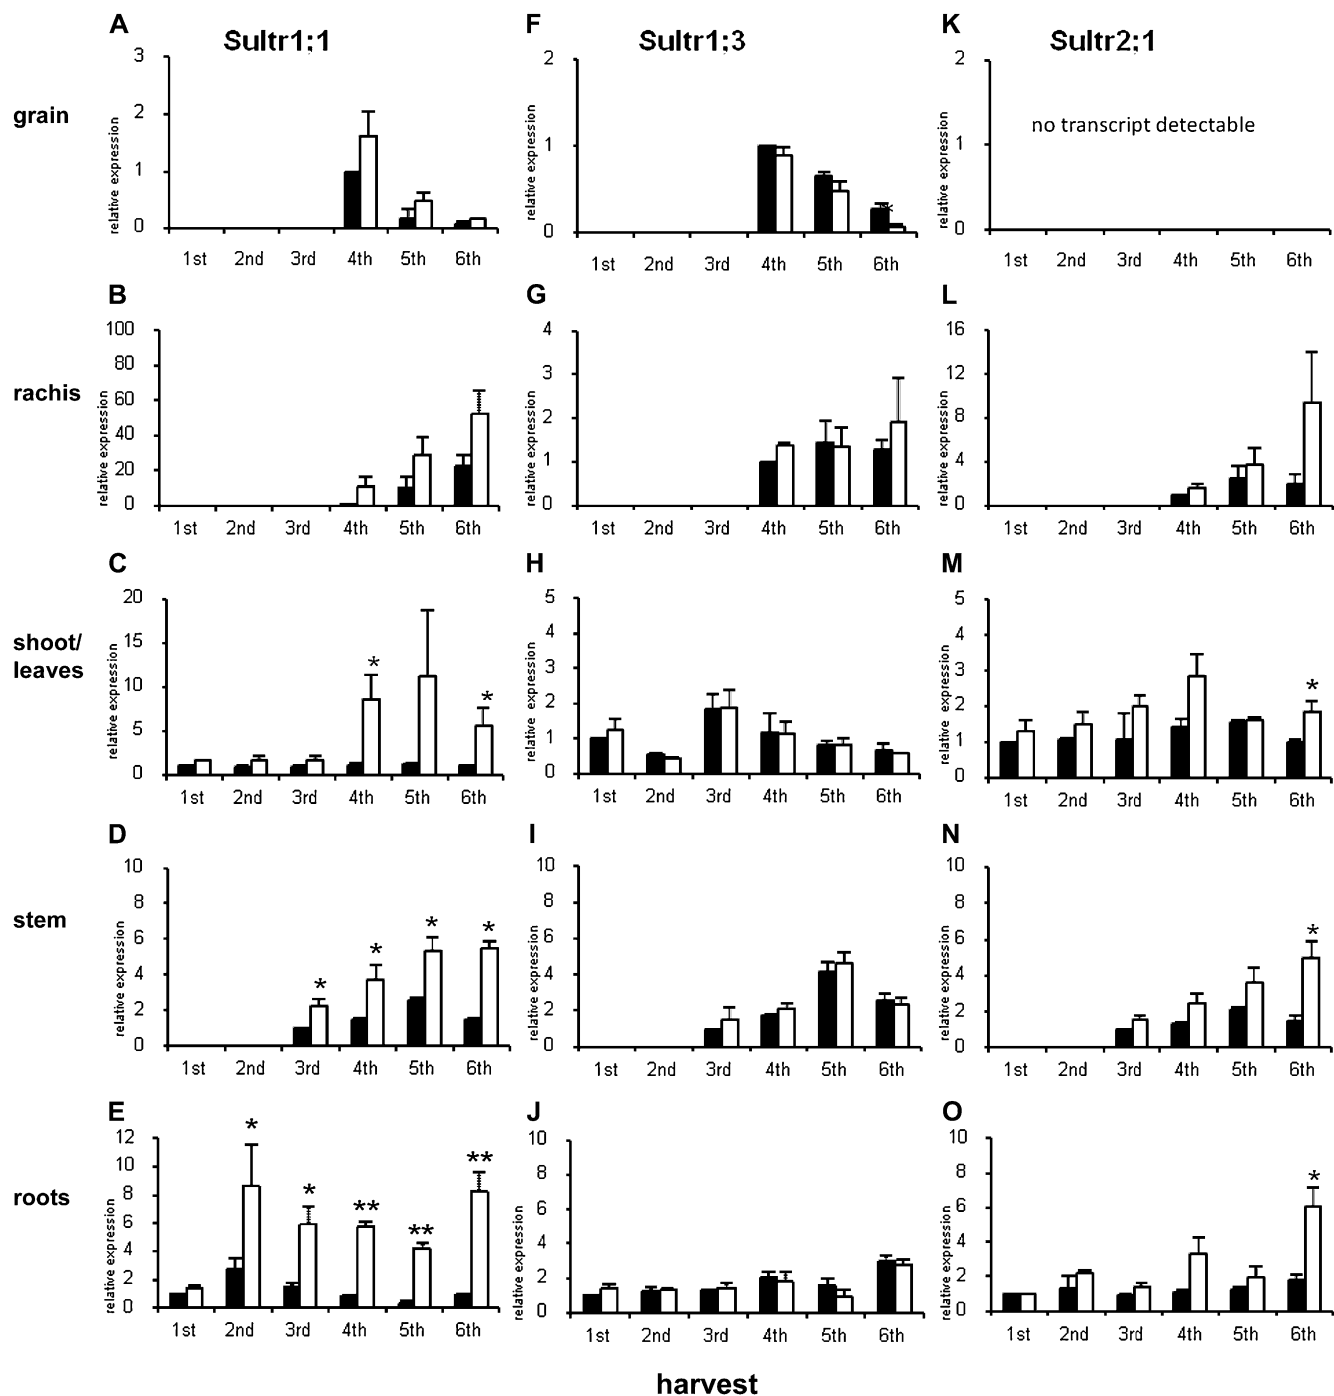 A F K
Sultr1;1 Sultr1;3 Sultr2;1
grain
relative expression
3
2
1
0
1st 2nd 3rd 4th 5th 6th
relative expression
2
1
0
*
1st 2nd 3rd 4th 5th 6th
relative expression
2
1
0
no transcript detectable
1st 2nd 3rd 4th 5th 6th
B G L
rachis
relative expression
100
80
60
40
20
0
1st 2nd 3rd 4th 5th 6th
relative expression
4
3
2
1
0
1st 2nd 3rd 4th 5th 6th
relative expression
16
12
8
4
0
1st 2nd 3rd 4th 5th 6th
C H M
shoot/
leaves
relative expression
20
15
10
5
0
* *
1st 2nd 3rd 4th 5th 6th
relative expression
5
4
3
2
1
0
1st 2nd 3rd 4th 5th 6th
relative expression
5
4
3
2
1
0
*
1st 2nd 3rd 4th 5th 6th
D I N
stem
relative expression
10
8
6
4
2
0
* * * *
1st 2nd 3rd 4th 5th 6th
relative expression
10
8
6
4
2
0
1st 2nd 3rd 4th 5th 6th
relative expression
10
8
6
4
2
0
*
1st 2nd 3rd 4th 5th 6th
E J O
roots
relative expression
12
10
8
6
4
2
0
* * ** ** **
1st 2nd 3rd 4th 5th 6th
relative expression
10
8
6
4
2
0
1st 2nd 3rd 4th 5th 6th
relative expression
10
8
6
4
2
0
*
1st 2nd 3rd 4th 5th 6th
harvest